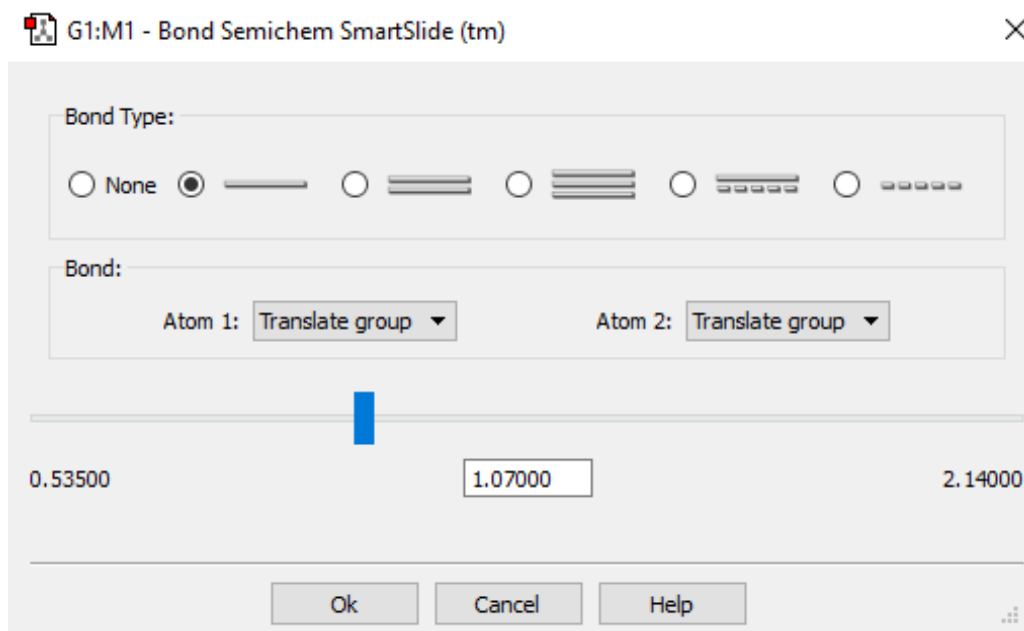 G1:M1 - Bond Semichem SmartSlide (tm)
Bond Type:
None
Bond:
Atom 1: Translate group Atom 2: Translate group
0.53500 1.07000 2.14000
Ok Cancel Help